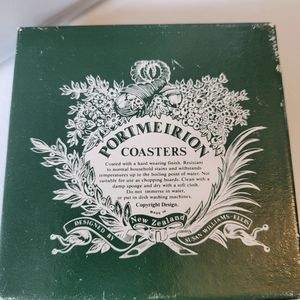 PORTMEIRION
COASTERS
Coated with a hard wearing finish. Resistant
to normal household stains and withstands
temperatures up to the boiling point of water. Not
suitable for use as chopping boards. Clean with a
damp sponge and dry with a soft cloth.
Do not immerse in water,
or put in dish washing machines.
Copyright Design.
MADE IN
New Zealand
DESIGNED BY
SUSAN WILLIAMS-ELLIS